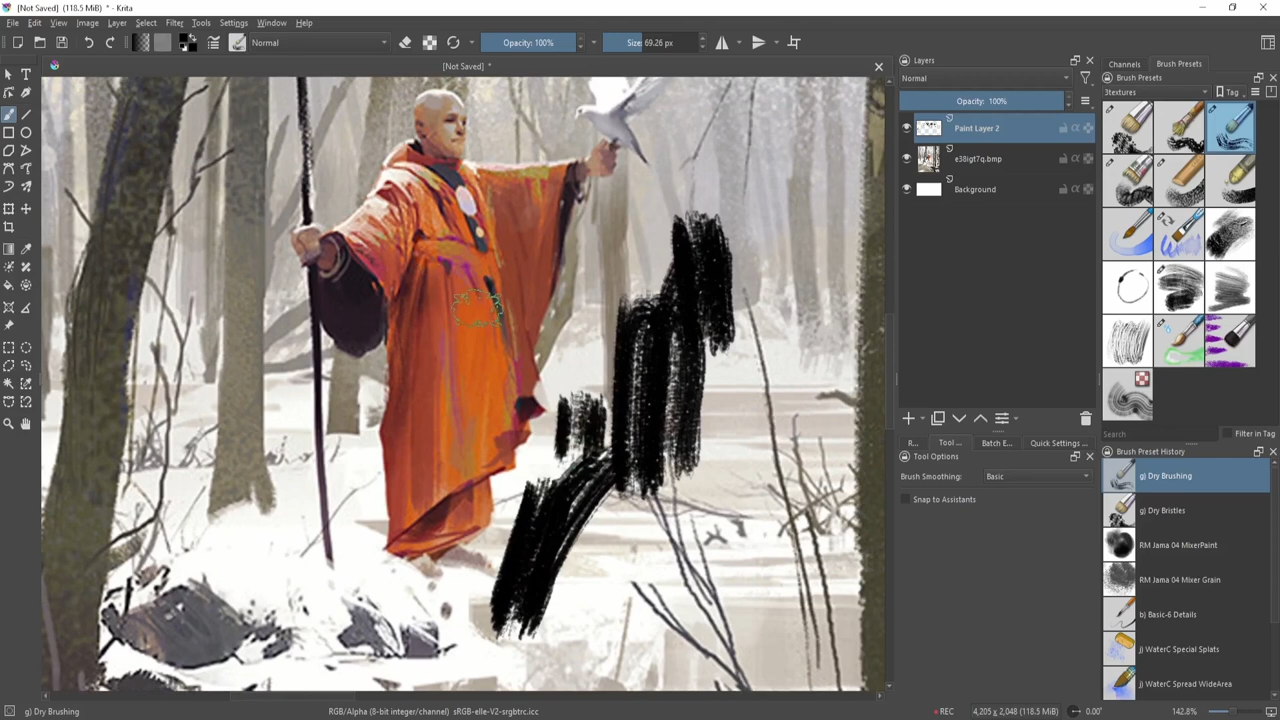 [Not Saved] (118.5 MiB) * - Krita
File Edit View Image Layer Select Filter Tools Settings Window Help
Normal Opacity: 100% Size: 69.26 px
[Not Saved] *
Layers
Normal
Opacity: 100%
Paint Layer 2
e38igt7q.bmp
Background
R... Tool ... Batch E... Quick Settings ...
Tool Options
Brush Smoothing: Basic
Snap to Assistants
Channels Brush Presets
Brush Presets
3textures Tag
Search Filter in Tag
Brush Preset History
g) Dry Brushing
g) Dry Bristles
RM Jama 04 MixerPaint
RM Jama 04 Mixer Grain
b) Basic-6 Details
j) WaterC Special Splats
j) WaterC Spread WideArea
g) Dry Brushing RGB/Alpha (8-bit integer/channel) sRGB-elle-V2-srgbtrc.icc REC 4,205 x 2,048 (118.5 MiB) 0.00° 142.8%